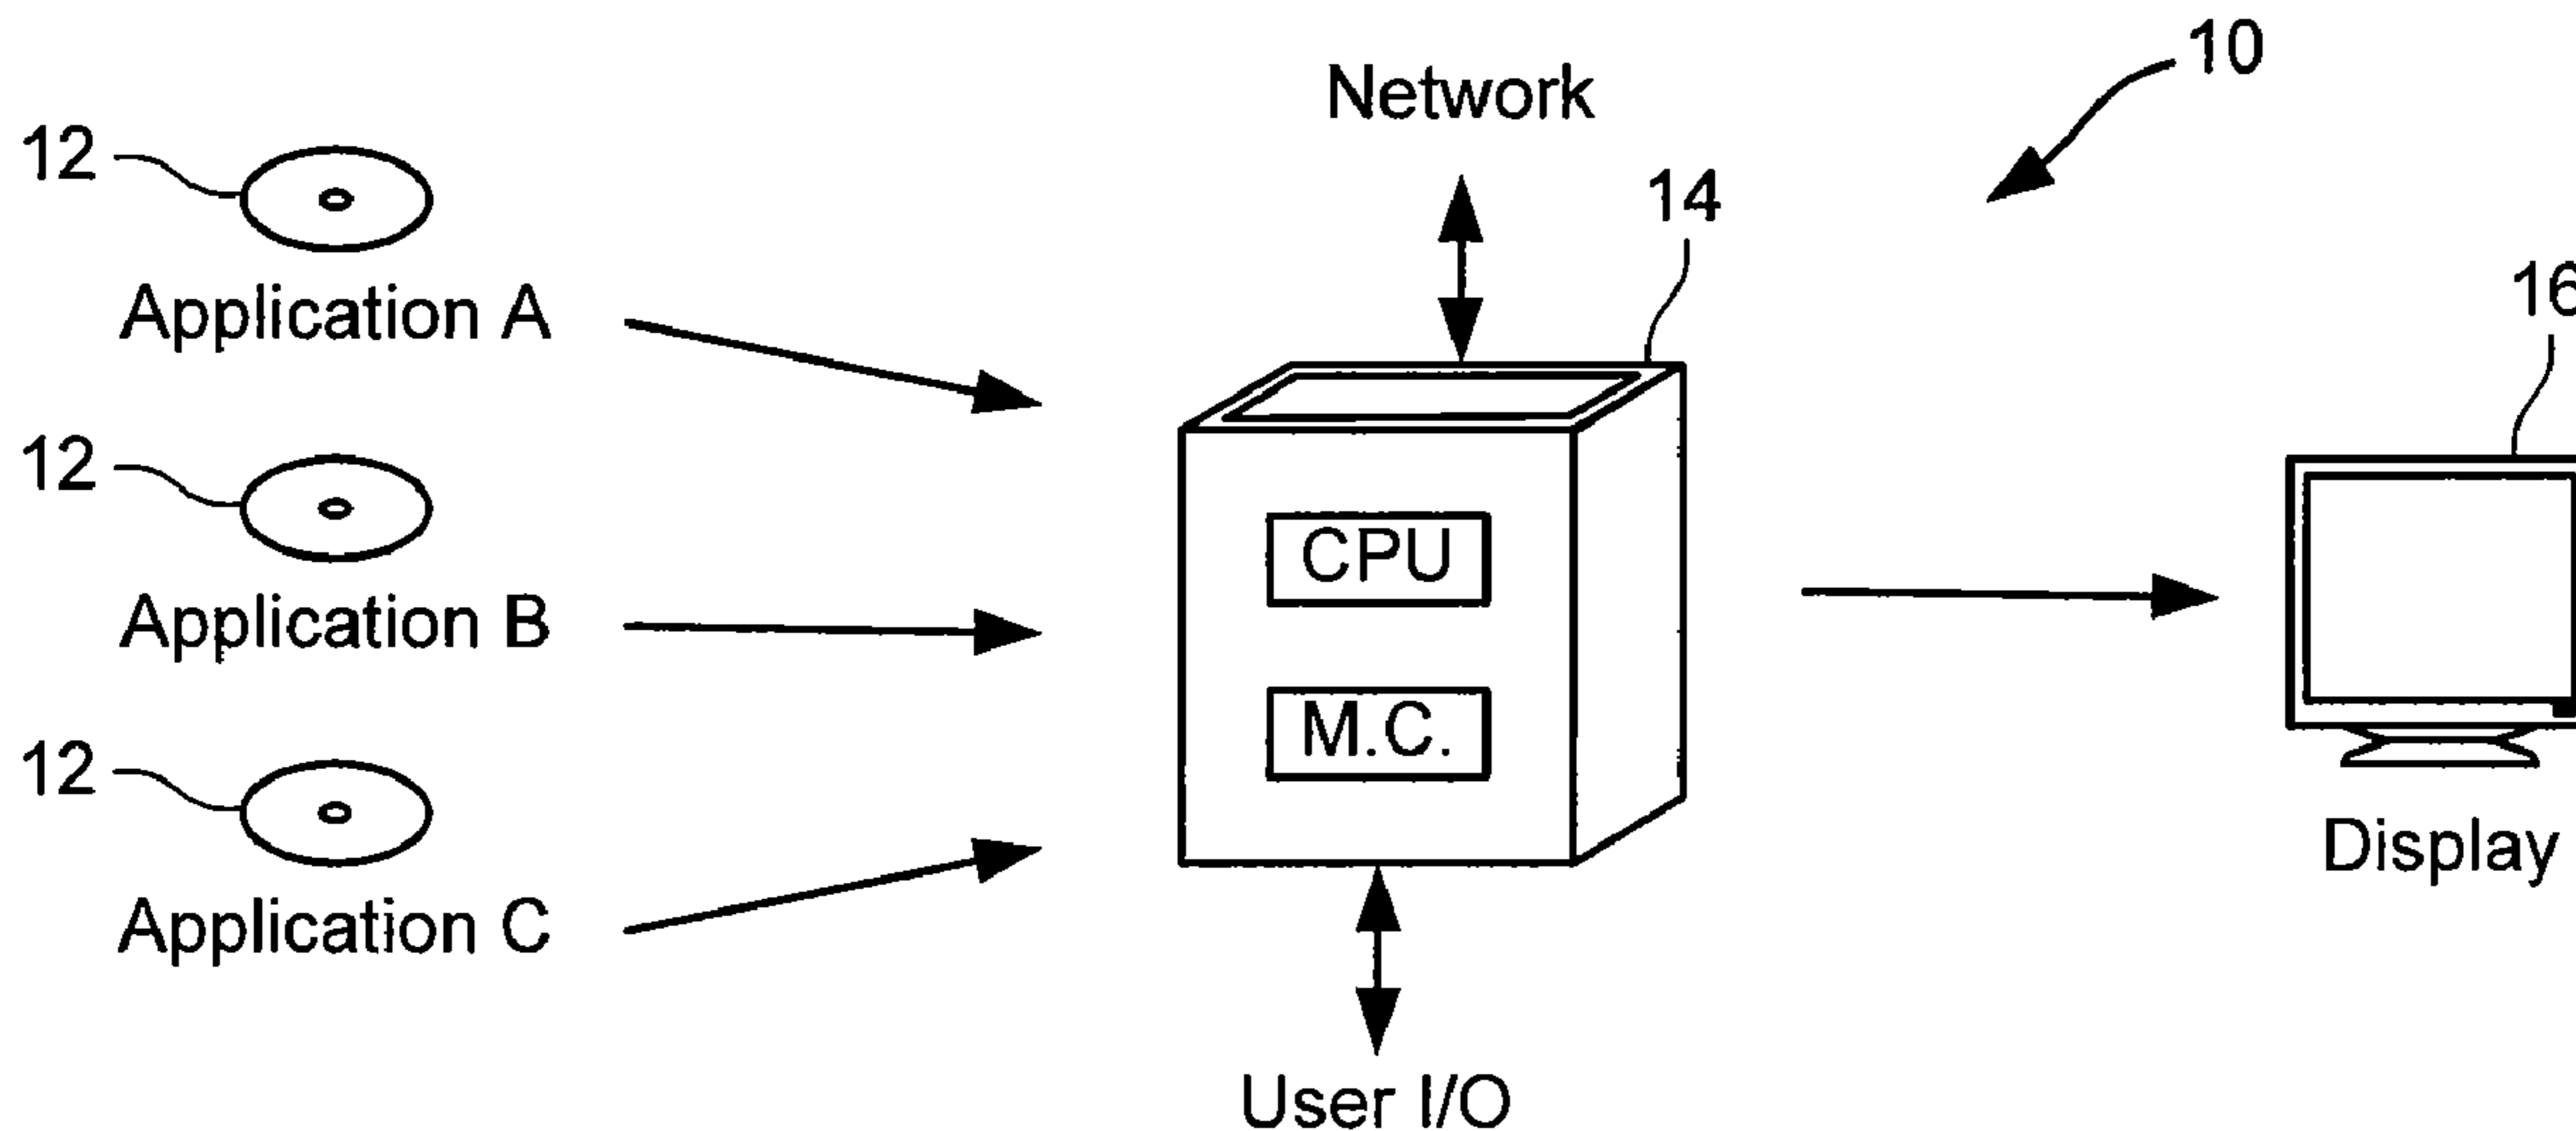 10
Network
12
14
Application A
16
12
CPU
Application B
M.C.
12
Display
Application C
User I/O